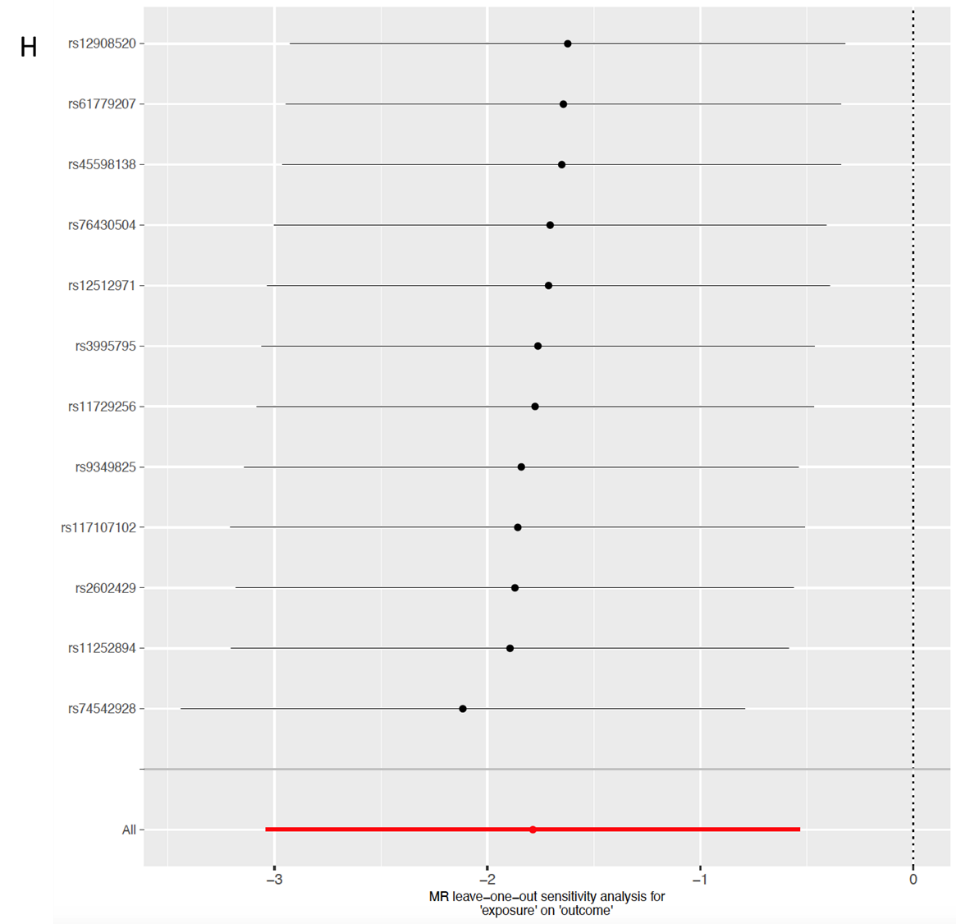 H
rs12908520
rs61779207
rs45598138
rs76430504
rs12512971
rs3995795
rs11729256
rs9349825
rs117107102
rs2602429
rs11252894
rs74542928
All
−3 −2 −1 0
MR leave−one−out sensitivity analysis for
'exposure' on 'outcome'